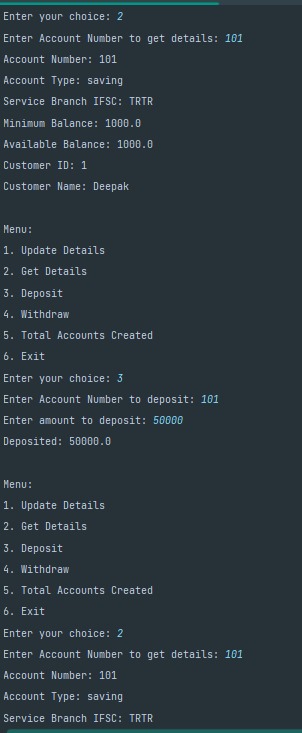 Enter your choice: 2
Enter Account Number to get details: 101
Account Number: 101
Account Type: saving
Service Branch IFSC: TRTR
Minimum Balance: 1000.0
Available Balance: 1000.0
Customer ID: 1
Customer Name: Deepak

Menu:
1. Update Details
2. Get Details
3. Deposit
4. Withdraw
5. Total Accounts Created
6. Exit
Enter your choice: 3
Enter Account Number to deposit: 101
Enter amount to deposit: 50000
Deposited: 50000.0

Menu:
1. Update Details
2. Get Details
3. Deposit
4. Withdraw
5. Total Accounts Created
6. Exit
Enter your choice: 2
Enter Account Number to get details: 101
Account Number: 101
Account Type: saving
Service Branch IFSC: TRTR